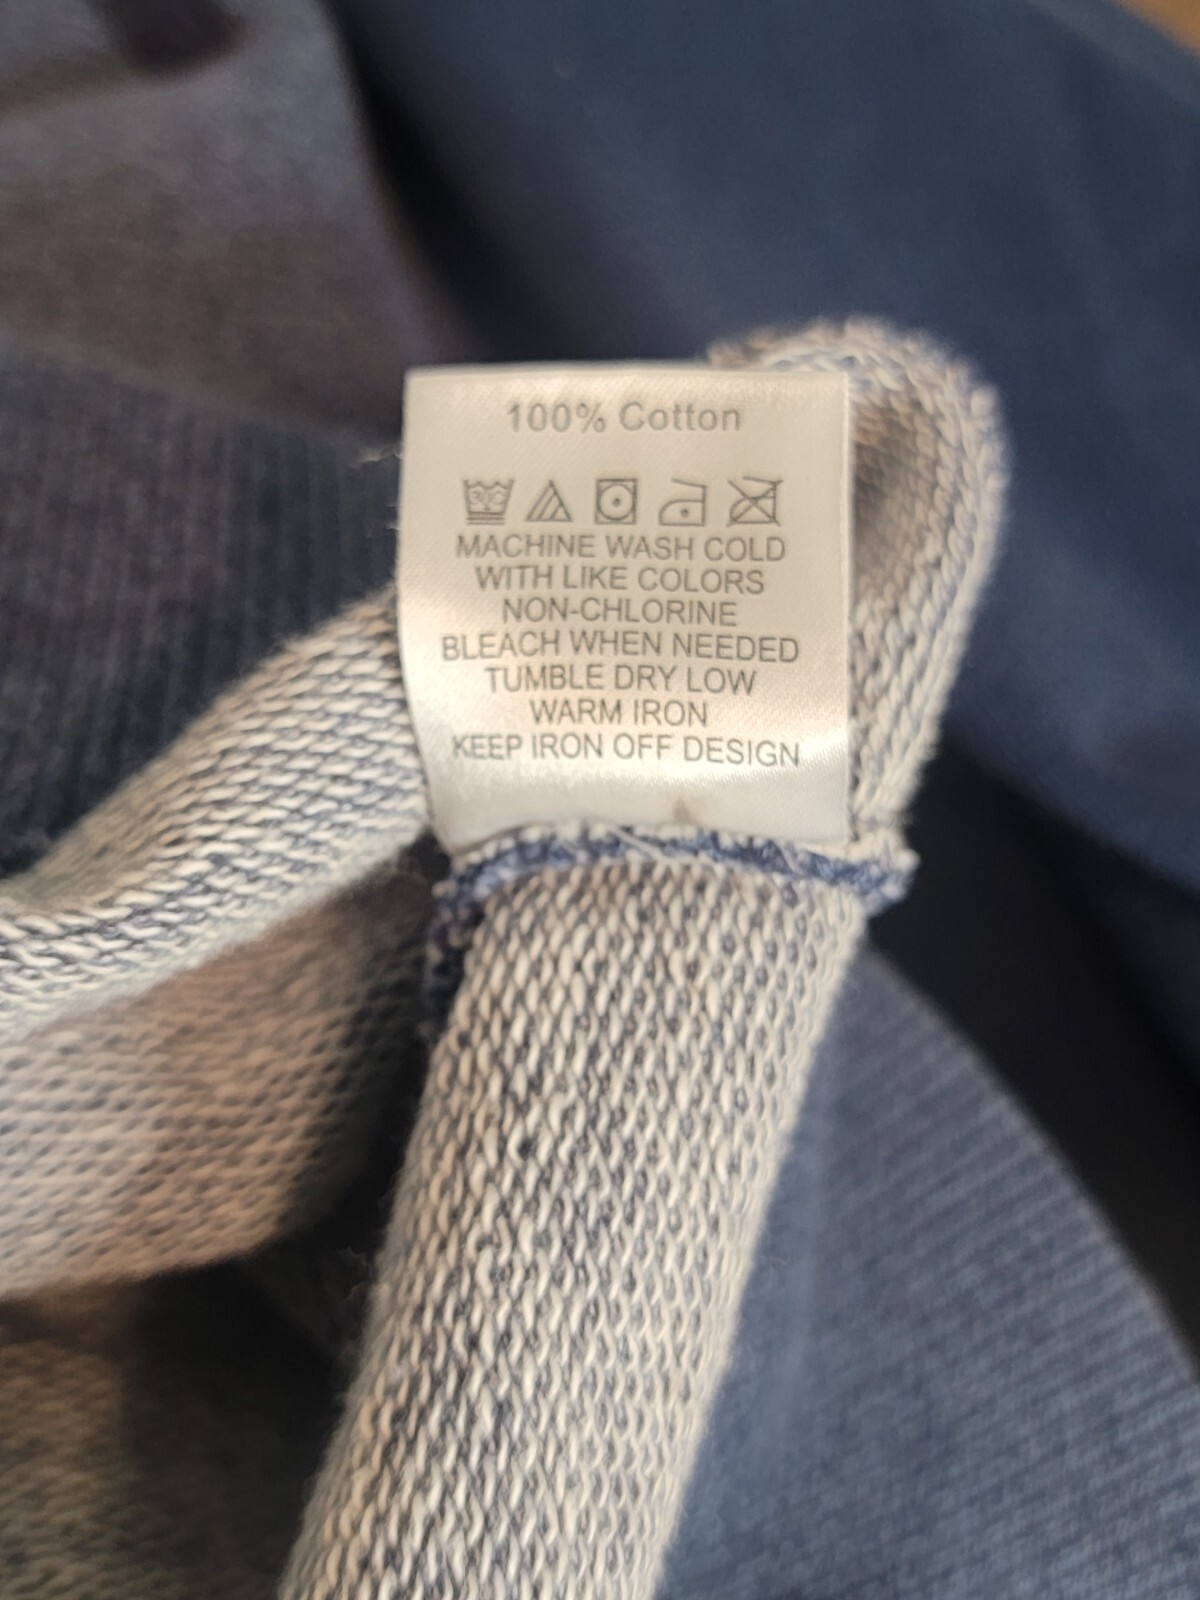 100% Cotton
MACHINE WASH COLD
WITH LIKE COLORS
NON-CHLORINE
BLEACH WHEN NEEDED
TUMBLE DRY LOW
WARM IRON
KEEP IRON OFF DESIGN